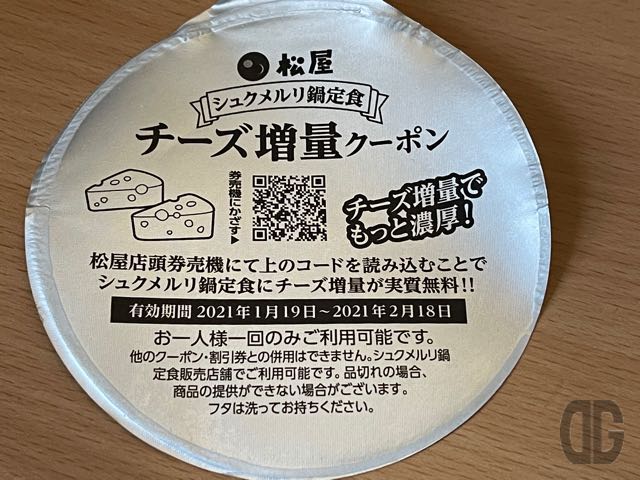 松屋
シュクメルリ鍋定食
チーズ増量クーポン
券売機にかざす▶
チーズ増量で
もっと濃厚!
松屋店頭券売機にて上のコードを読み込むことで
シュクメルリ鍋定食にチーズ増量が実質無料!!
有効期間 2021年1月19日~2021年2月18日
お一人様一回のみご利用可能です。
他のクーポン・割引券との併用はできません。シュクメルリ鍋
定食販売店舗でご利用可能です。品切れの場合、
商品の提供ができない場合がございます。
フタは洗ってお持ちください。
DG